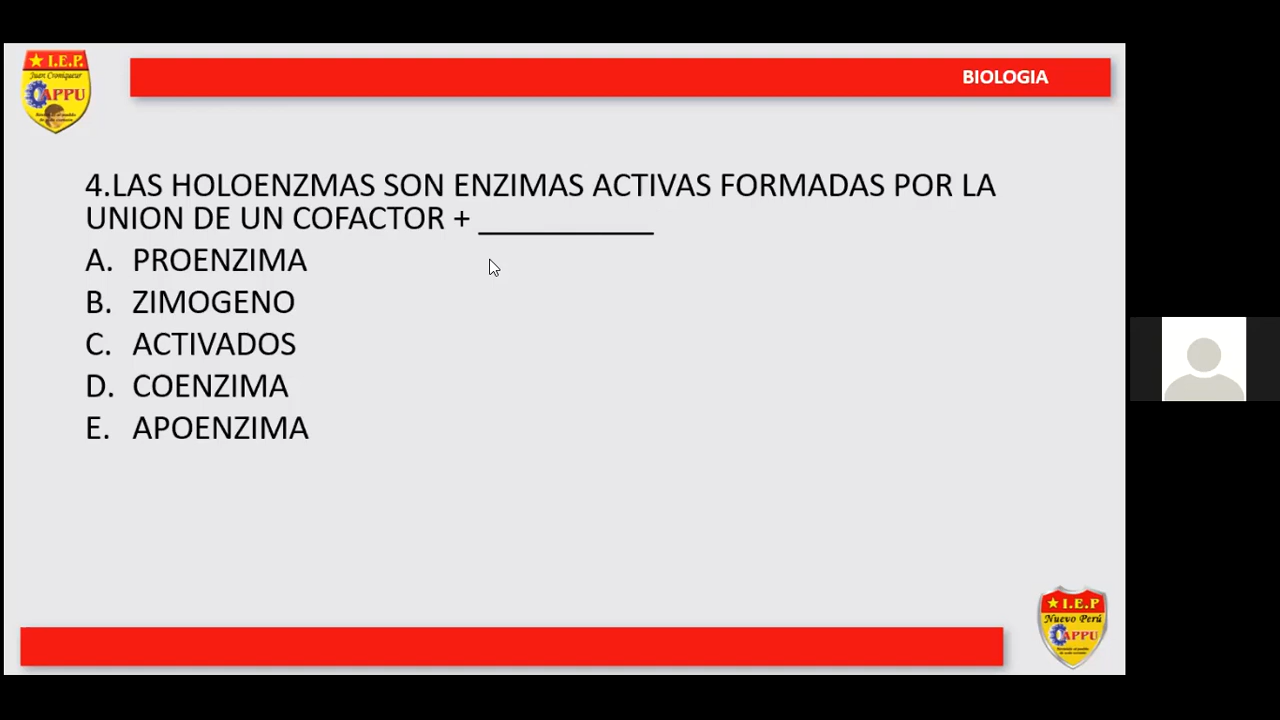 ★ I.E.P.
Juan Croniqueur
CAPPU
BIOLOGIA
4.LAS HOLOENZMAS SON ENZIMAS ACTIVAS FORMADAS POR LA
UNION DE UN COFACTOR + ___________
A. PROENZIMA
B. ZIMOGENO
C. ACTIVADOS
D. COENZIMA
E. APOENZIMA
★ I.E.P
Nuevo Perú
CAPPU